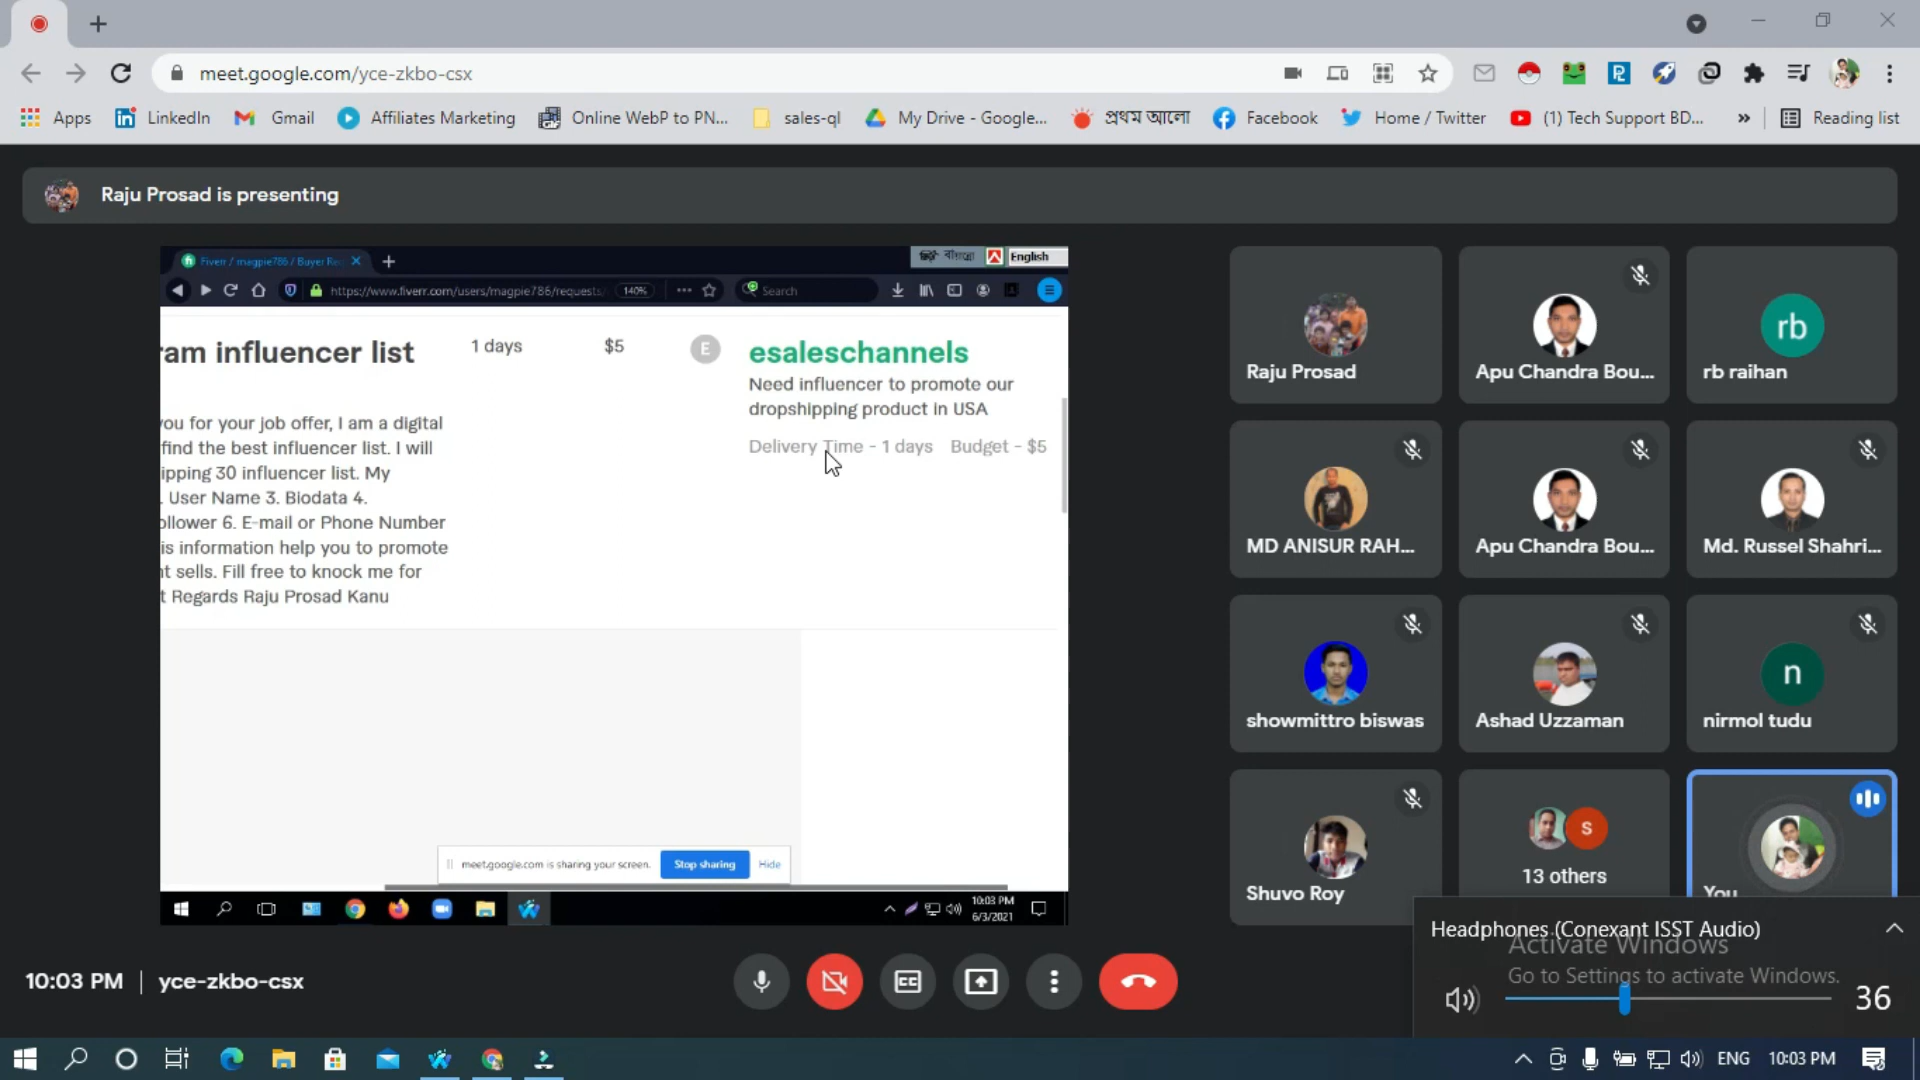 meet.google.com/yce-zkbo-csx
Apps
LinkedIn
Gmail
Affiliates Marketing
Online WebP to PN...
sales-ql
My Drive - Google...
প্রথম আলো
Facebook
Home / Twitter
(1) Tech Support BD...
Reading list
Raju Prosad is presenting
Fiverr / magpie786 / Buyer Re
English
https://www.fiverr.com/users/magpie786/requests
140%
Search
ram influencer list
1 days
$5
E
esaleschannels
Need influencer to promote our
dropshipping product in USA
Delivery Time - 1 days Budget - $5
you for your job offer, I am a digital
find the best influencer list. I will
ipping 30 influencer list. My
. User Name 3. Biodata 4.
ollower 6. E-mail or Phone Number
is information help you to promote
t sells. Fill free to knock me for
t Regards Raju Prosad Kanu
meet.google.com is sharing your screen.
Stop sharing
Hide
10:03 PM
6/3/2021
Raju Prosad
Apu Chandra Bou...
rb
rb raihan
MD ANISUR RAH...
Apu Chandra Bou...
Md. Russel Shahri...
showmittro biswas
Ashad Uzzaman
n
nirmol tudu
Shuvo Roy
S
13 others
You
Headphones (Conexant ISST Audio)
Activate Windows
Go to Settings to activate Windows.
36
10:03 PM
yce-zkbo-csx
CC
ENG
10:03 PM